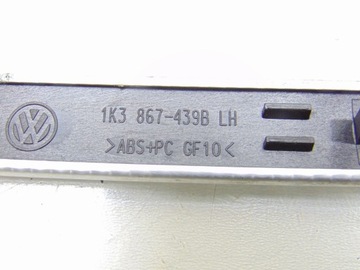 1K3 867-439B LH
>ABS+PC GF10<